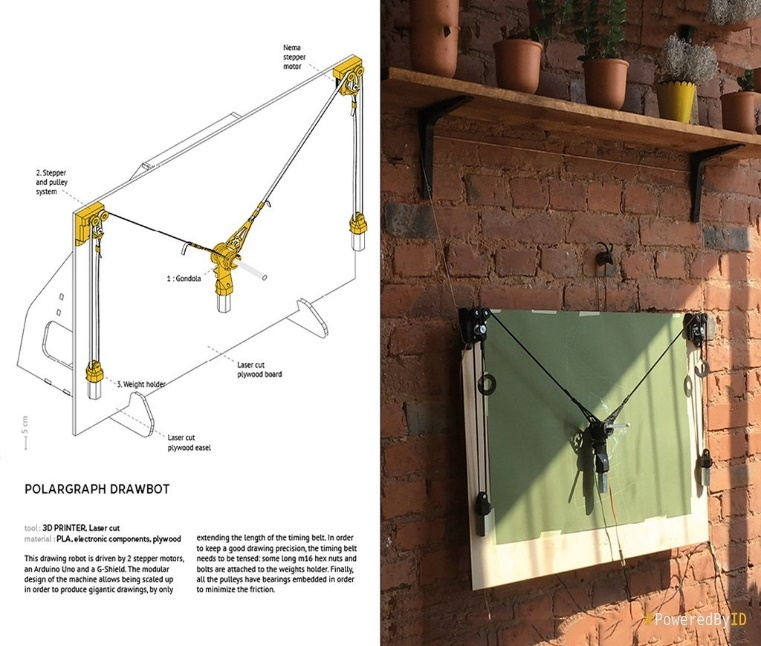 Nema
stepper
motor
2. Stepper
and pulley
system
1 : Gondola
Laser cut
plywood board
3. Weight holder
Laser cut
plywood easel
5 cm
POLARGRAPH DRAWBOT
tool : 3D PRINTER, Laser cut
material : PLA, electronic components, plywood
This drawing robot is driven by 2 stepper motors,
an Arduino Uno and a G-Shield. The modular
design of the machine allows being scaled up
in order to produce gigantic drawings, by only
extending the length of the timing belt. In order
to keep a good drawing precision, the timing belt
needs to be tensed: some long m16 hex nuts and
bolts are attached to the weights holder. Finally,
all the pulleys have bearings embedded in order
to minimize the friction.
#PoweredByID